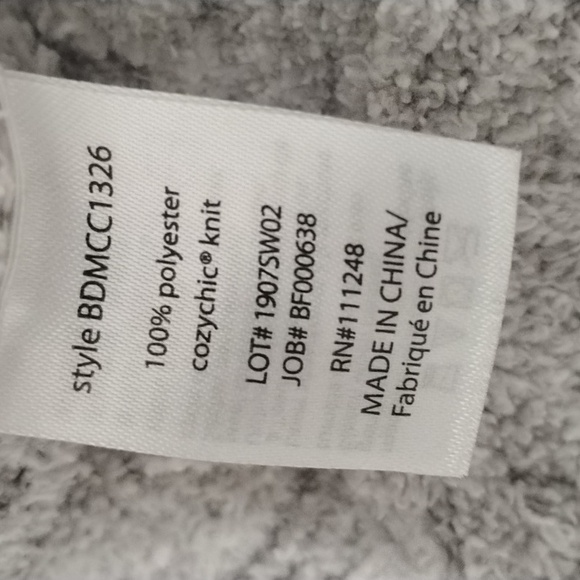 style BDMCC1326
100% polyester
cozychic® knit
LOT# 1907SW02
JOB# BF000638
RN#111248
MADE IN CHINA/
Fabriqué en Chine